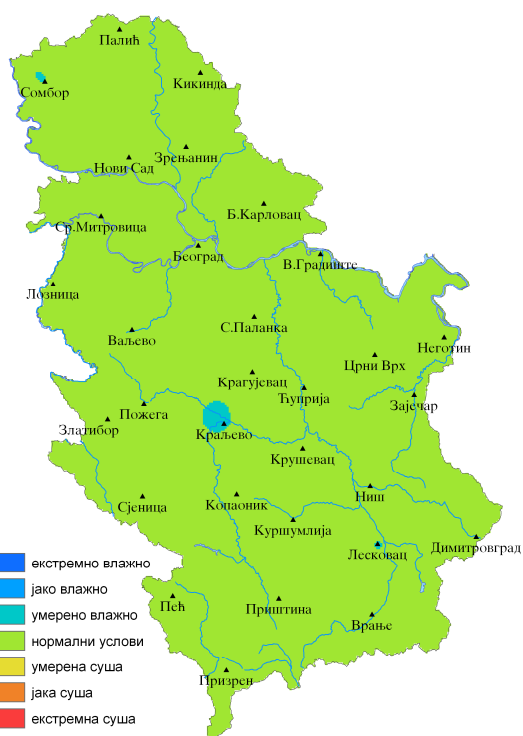 Палић
Кикинда
Сомбор
Зрењанин
Нови Сад
Б.Карловац
Ср.Митровица
Београд
В.Градиште
Лозница
С.Паланка
Ваљево
Неготин
Црни Врх
Крагујевац
Ћуприја
Зајечар
Пожега
Златибор
Краљево
Крушевац
Ниш
Сјеница
Копаоник
Куршумлија
Лесковац
Димитровград
Пећ
Приштина
Врање
Призрен
екстремно влажно
јако влажно
умерено влажно
нормални услови
умерена суша
јака суша
екстремна суша